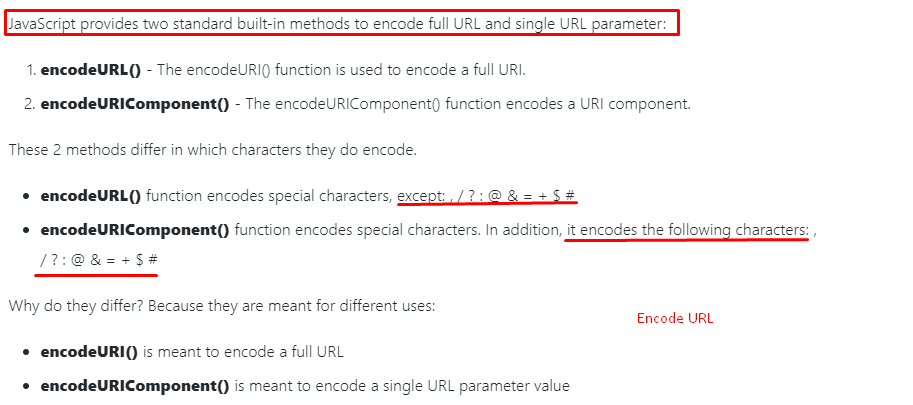 JavaScript provides two standard built-in methods to encode full URL and single URL parameter:
1. encodeURL() - The encodeURI() function is used to encode a full URI.
2. encodeURIComponent() - The encodeURIComponent() function encodes a URI component.
These 2 methods differ in which characters they do encode.
• encodeURL() function encodes special characters, except: , / ? : @ & = + $ #
• encodeURIComponent() function encodes special characters. In addition, it encodes the following characters: ,
/ ? : @ & = + $ #
Why do they differ? Because they are meant for different uses:
Encode URL
• encodeURI() is meant to encode a full URL
• encodeURIComponent() is meant to encode a single URL parameter value